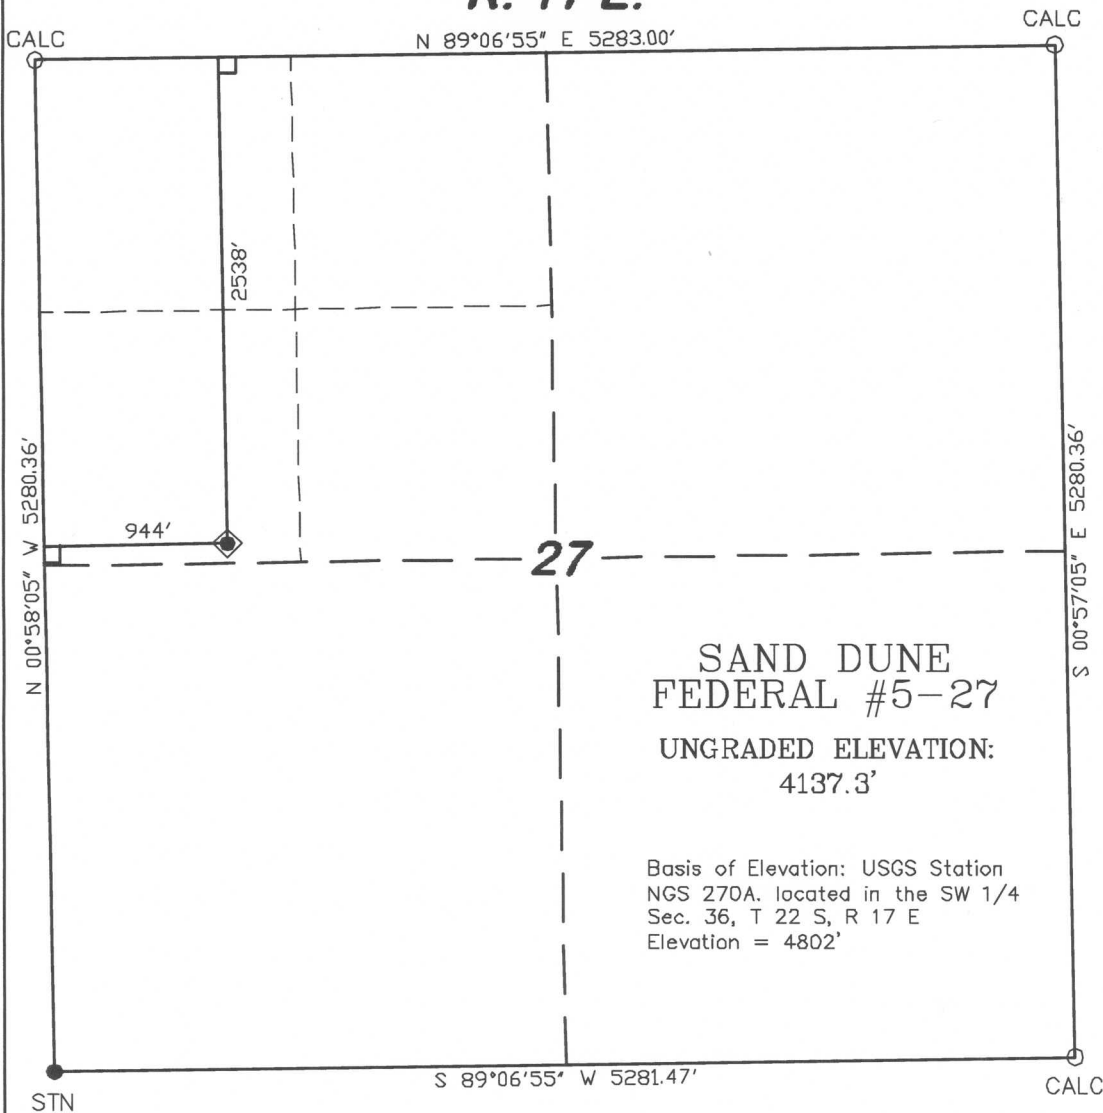 CALC
N 89°06'55" E 5283.00'
CALC
2538'
N 00°58'05" W 5280.36'
944'
27
S 00°57'05" E 5280.36'
SAND DUNE
FEDERAL #5-27
UNGRADED ELEVATION:
4137.3'
Basis of Elevation: USGS Station
NGS 270A. located in the SW 1/4
Sec. 36, T 22 S, R 17 E
Elevation = 4802'
S 89°06'55" W 5281.47'
STN
CALC